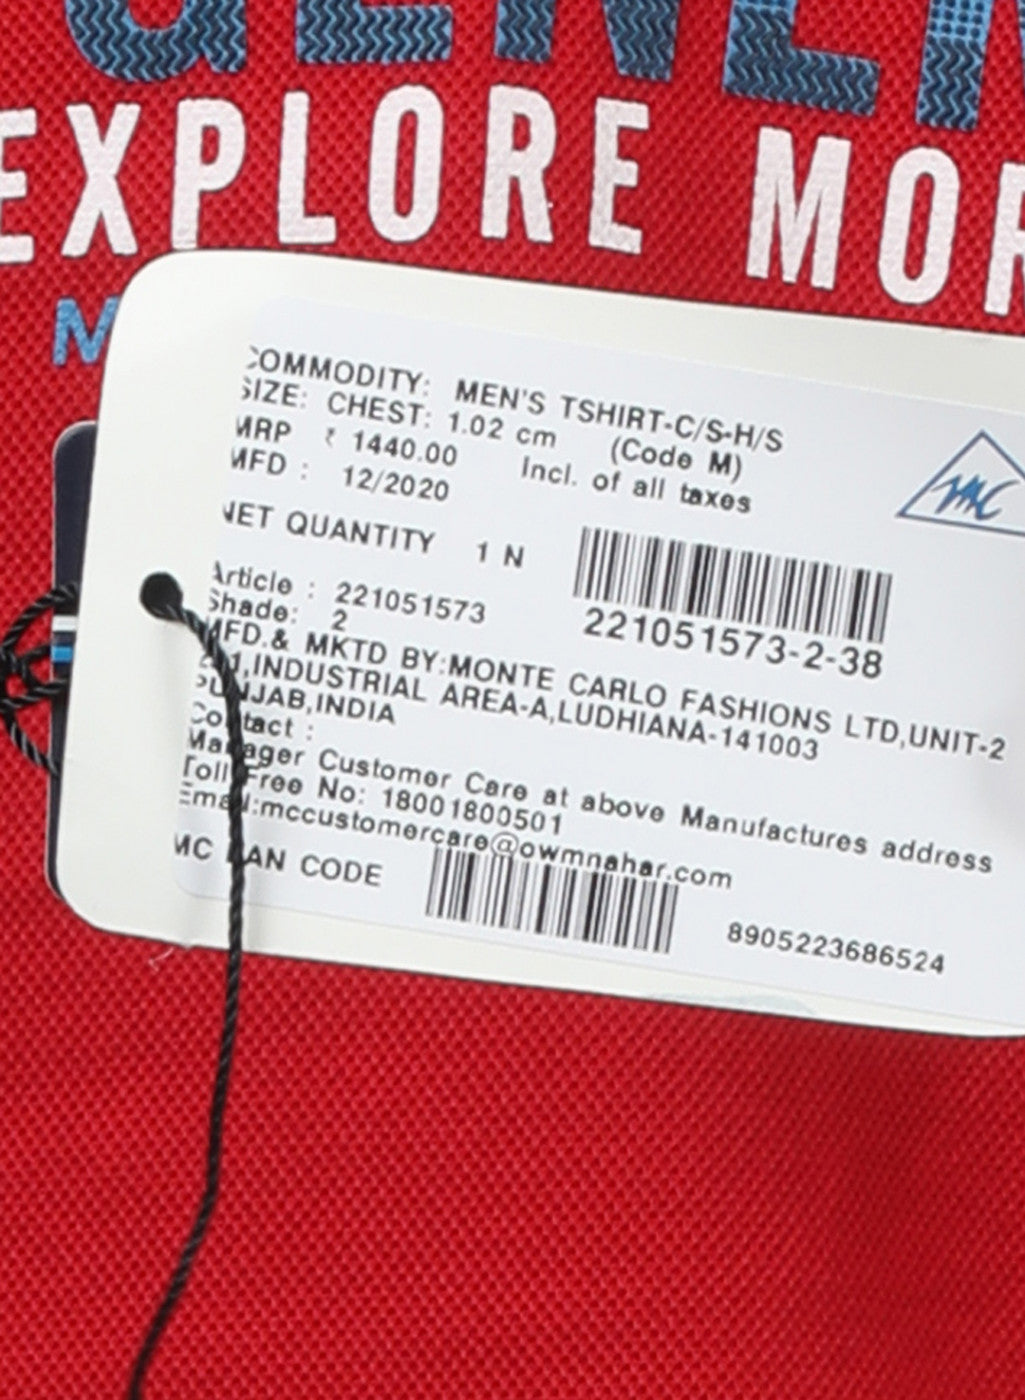 EXPLORE MOR
M
COMMODITY: MEN'S TSHIRT-C/S-H/S
SIZE: CHEST: 1.02 cm (Code M)
MRP ₹ 1440.00 Incl. of all taxes
MFD : 12/2020
NET QUANTITY 1 N
MC
Article : 221051573
221051573-2-38
Shade: 2
MFD.& MKTD BY:MONTE CARLO FASHIONS LTD,UNIT-2
,INDUSTRIAL AREA-A,LUDHIANA-141003
PUNJAB,INDIA
Contact :
Manager Customer Care at above Manufactures address
Toll Free No: 18001800501
Email:mccustomercare@owmnahar.com
MC EAN CODE
8905223686524